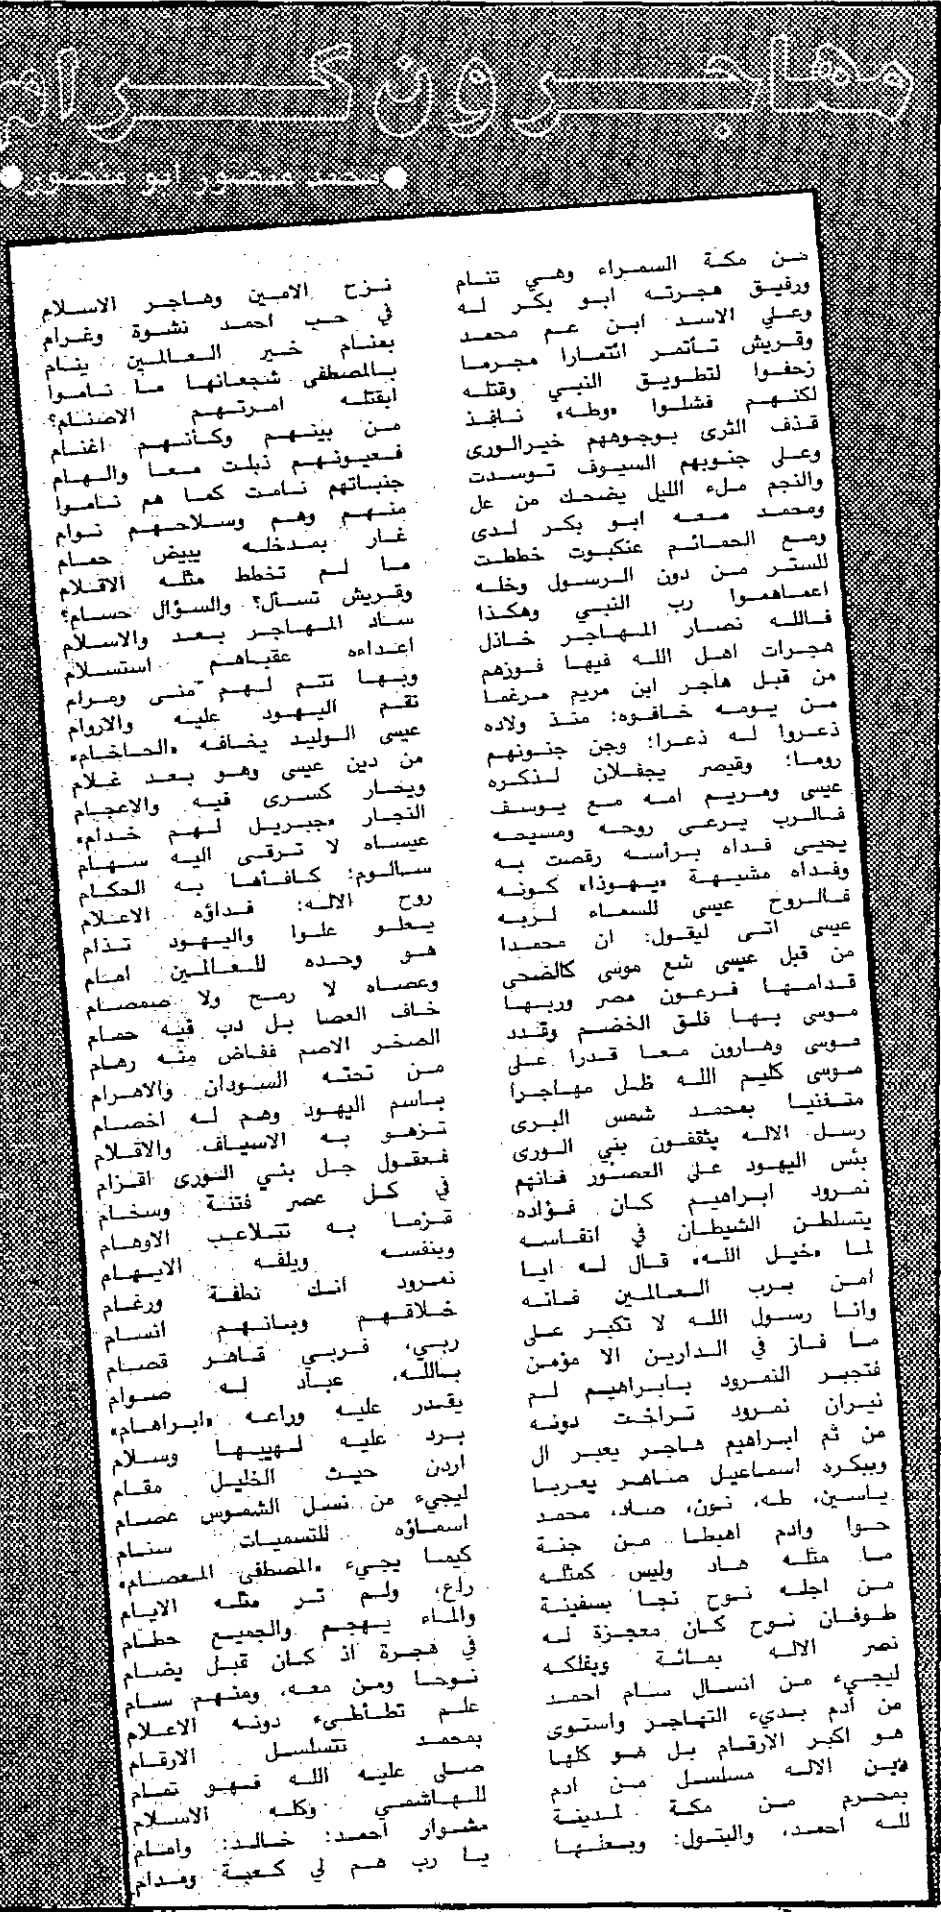 مهاجرون كرام
●محمد منصور ابو منصور●
من مكة السمراء وهي تنام نزح الامين وهاجر الاسلام
ورفيق هجرته ابو بكر له في حب احمد نشوة وغرام
وعلي الاسد ابن عم محمد بمنام خير العالمين ينام
وقريش تأتمر ائتمارا مجرما بالمصطفى شجعانها ما ناموا
زحفوا لتطويق النبي وقتله ابقتله امرتهم الاصنام؟
لكنهم فشلوا «وطه» نافذ من بينهم وكأنهم اغنام
قذف الثرى بوجوههم خيرالورى فعيونهم ذبلت معا والهام
وعلى جنوبهم السيوف توسدت جنباتهم نامت كما هم ناموا
والنجم ملء الليل يضحك من عل منهم وهم وسلاحهم نوام
ومحمد معه ابو بكر لدى غار بمدخله يبيض حمام
ومع الحمائم عنكبوت خططت ما لم تخطط مثله الاقلام
للستر من دون الرسول وخله وقريش تسأل؟ والسؤال حسام؟
اعماهموا رب النبي وهكذا ساد المهاجر بعد والاسلام
فالله نصار المهاجر خاذل اعداءه عقباهم استسلام
هجرات اهل الله فيها فوزهم وبها تتم لهم منى ومرام
من قبل هاجر ابن مريم مرغما نقم اليهود عليه والاروام
من يومه خافوه: منذ ولاده عيسى الوليد يخافه «الحاخام»
ذعروا له ذعرا؛ وجن جنونهم من دين عيسى وهو بعد غلام
روما؛ وقيصر يجفلان لذكره ويحار كسرى فيه والاعجام
عيسى ومريم امه مع يوسف النجار «جبريل لهم خدام»
فالرب يرعى روحه ومسيحه عيساه لا ترقى اليه سهام
يحيى فداه برأسه رقصت به سالوم؛ كافأها به الحكام
وفداه مشبهة «يهوذا» كونه روح الاله: فداؤه الاعلام
فالروح عيسى للسماء لربه يعلو علوا واليهود تذام
عيسى اتى ليقول: ان محمدا هو وحده للعالمين امام
من قبل عيسى شع موسى كالضحى وعصاه لا رمح ولا صمصام
قدامها فرعون مصر وربها خاف العصا بل دب فيه حمام
موسى بها فلق الخضم وقدد الصخر الاصم ففاض منه رهام
موسى وهارون معا قدرا على من تحته السودان والاهرام
موسى كليم الله ظل مهاجرا باسم اليهود وهم له اخصام
متغنيا بمحمد شمس البرى تزهو به الاسياف والاقلام
رسل الاله يثقفون بني الورى فعقول جل بني الورى اقزام
بئس اليهود على العصور فانهم في كل عصر فتنة وسخام
نمرود ابراهيم كان فؤاده قزما به تتلاعب الاوهام
يتسلطن الشيطان في انفاسه وبنفسه ويلفه الايهام
لما «خيل الله» قال له ايا نمرود انك نطفة ورغام
امن برب العالمين فانه خلاقهم وبانهم انسام
وانا رسول الله لا تكبر على ربي، فربي قاهر قصام
ما فاز في الدارين الا مؤمن بالله، عباد له صوام
فتجبر النمرود بابراهيم لم يقدر عليه وراعه «ابراهام»
نيران نمرود تراخت دونه برد عليه لهيبها وسلام
من ثم ابراهيم هاجر يعبر ال اردن حيث الخليل مقام
وببكره اسماعيل صاهر يعربا ليجيء من نسل الشموس عصام
ياسين، طه، نون، صاد، محمد اسماؤه للتسميات سنام
حوا وادم اهبطا من جنة كيما يجيء «المصطفى المعصام»
ما مثله هاد وليس كمثله راع، ولم تر مثله الايام
من اجله نوح نجا بسفينة والماء يهجم والجميع حطام
طوفان نوح كان معجزة له في هجرة اذ كان قبل يضام
نصر الاله بمائه وبفلكه نوحا ومن معه، ومنهم سام
ليجيء من انسال سام احمد علم تطأطىء دونه الاعلام
من أدم بديء التهاجر واستوى بمحمد تتسلسل الارقام
هو اكبر الارقام بل هو كلها صلى عليه الله فهو تمام
دين الاله مسلسل من ادم للهاشمي وكله الاسلام
بمحرم من مكة لمدينة مشوار احمد: خالد: وامام
لله احمد، والبتول: وبعلها يا رب هم لي كعبة ومدام